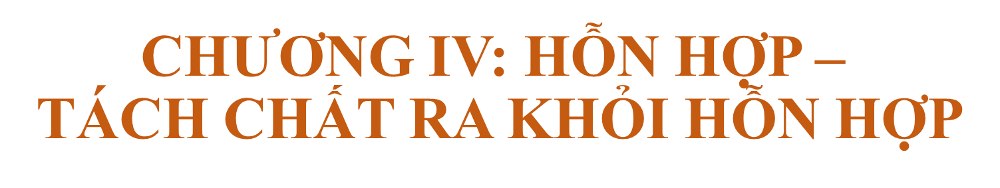 CHƯƠNG IV: HỖN HỢP –
TÁCH CHẤT RA KHỎI HỖN HỢP